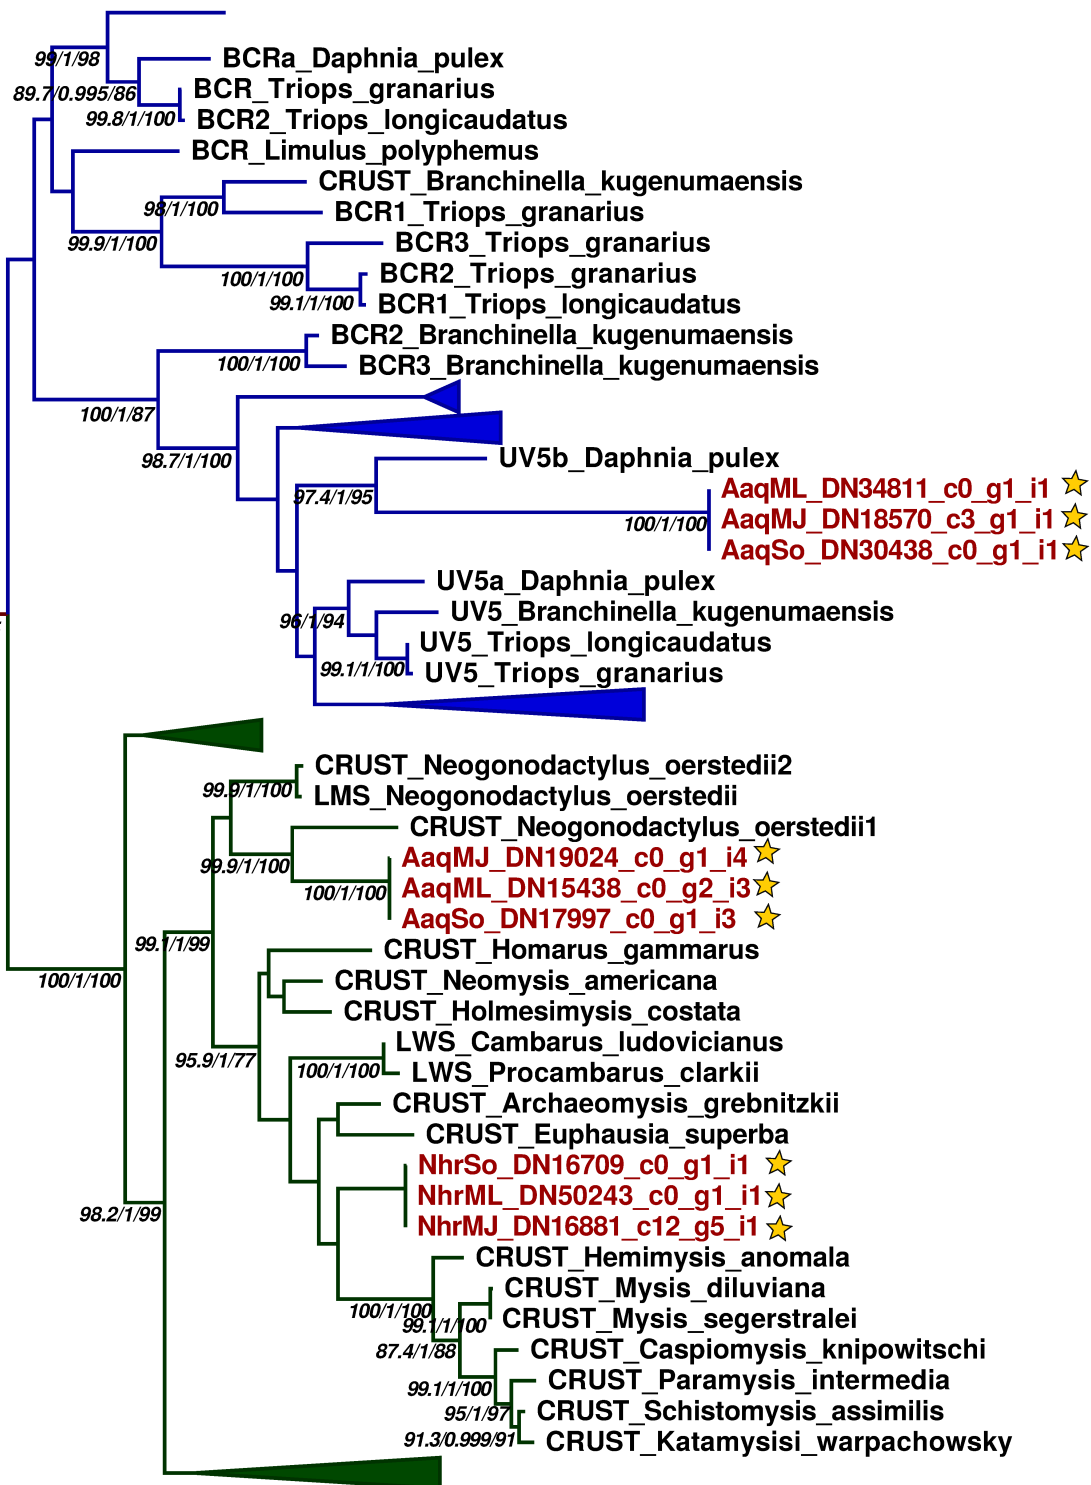 99/1/98
BCRa_Daphnia_pulex
89.7/0.995/86
BCR_Triops_granarius
99.8/1/100
BCR2_Triops_longicaudatus
BCR_Limulus_polyphemus
CRUST_Branchinella_kugenumaensis
98/1/100
BCR1_Triops_granarius
99.9/1/100
BCR3_Triops_granarius
100/1/100
BCR2_Triops_granarius
99.1/1/100
BCR1_Triops_longicaudatus
BCR2_Branchinella_kugenumaensis
100/1/100
BCR3_Branchinella_kugenumaensis
100/1/87
98.7/1/100
UV5b_Daphnia_pulex
97.4/1/95
AaqML_DN34811_c0_g1_i1
100/1/100
AaqMJ_DN18570_c3_g1_i1
AaqSo_DN30438_c0_g1_i1
UV5a_Daphnia_pulex
96/1/94
UV5_Branchinella_kugenumaensis
UV5_Triops_longicaudatus
99.1/1/100
UV5_Triops_granarius
CRUST_Neogonodactylus_oerstedii2
99.9/1/100
LMS_Neogonodactylus_oerstedii
CRUST_Neogonodactylus_oerstedii1
99.9/1/100
AaqMJ_DN19024_c0_g1_i4
100/1/100
AaqML_DN15438_c0_g2_i3
AaqSo_DN17997_c0_g1_i3
99.1/1/99
CRUST_Homarus_gammarus
100/1/100
CRUST_Neomysis_americana
CRUST_Holmesimysis_costata
LWS_Cambarus_ludovicianus
95.9/1/77
100/1/100
LWS_Procambarus_clarkii
CRUST_Archaeomysis_grebnitzkii
CRUST_Euphausia_superba
NhrSo_DN16709_c0_g1_i1
NhrML_DN50243_c0_g1_i1
98.2/1/99
NhrMJ_DN16881_c12_g5_i1
CRUST_Hemimysis_anomala
CRUST_Mysis_diluviana
100/1/100
99.1/1/100
CRUST_Mysis_segerstralei
87.4/1/88
CRUST_Caspiomysis_knipowitschi
99.1/1/100
CRUST_Paramysis_intermedia
95/1/97
CRUST_Schistomysis_assimilis
91.3/0.999/91
CRUST_Katamysisi_warpachowsky